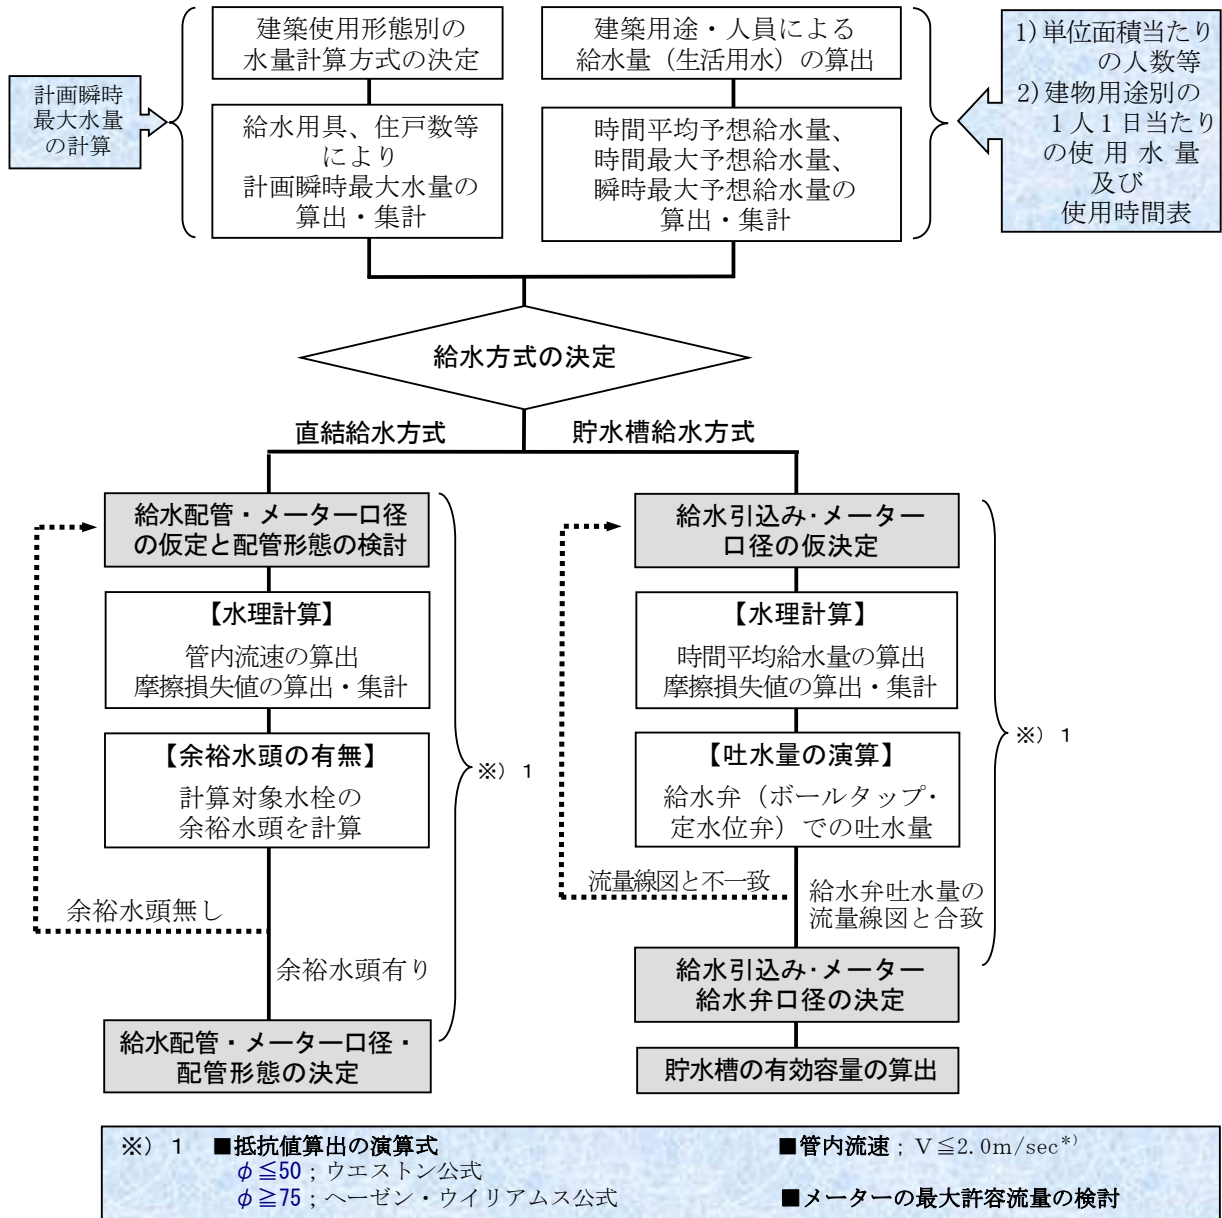 建築使用形態別の
水量計算方式の決定
建築用途・人員による
給水量（生活用水）の算出
1)単位面積当たり
の人数等
2)建物用途別の
1人1日当たり
の使用水量
及び
使用時間表
計画瞬時
最大水量
の計算
給水用具、住戸数等
により
計画瞬時最大水量の
算出・集計
時間平均予想給水量、
時間最大予想給水量、
瞬時最大予想給水量の
算出・集計
給水方式の決定
直結給水方式
貯水槽給水方式
給水配管・メーター口径
の仮定と配管形態の検討
【水理計算】
管内流速の算出
摩擦損失値の算出・集計
【余裕水頭の有無】
計算対象水栓の
余裕水頭を計算
※）1
余裕水頭無し
余裕水頭有り
給水配管・メーター口径・
配管形態の決定
給水引込み・メーター
口径の仮決定
【水理計算】
時間平均給水量の算出
摩擦損失値の算出・集計
【吐水量の演算】
給水弁（ボールタップ・
定水位弁）での吐水量
※）1
流量線図と不一致
給水弁吐水量の
流量線図と合致
給水引込み・メーター
給水弁口径の決定
貯水槽の有効容量の算出
※）1 ■抵抗値算出の演算式
φ≦50；ウエストン公式
φ≧75；ヘーゼン・ウイリアムス公式
■管内流速；V≦2.0m/sec*)
■メーターの最大許容流量の検討